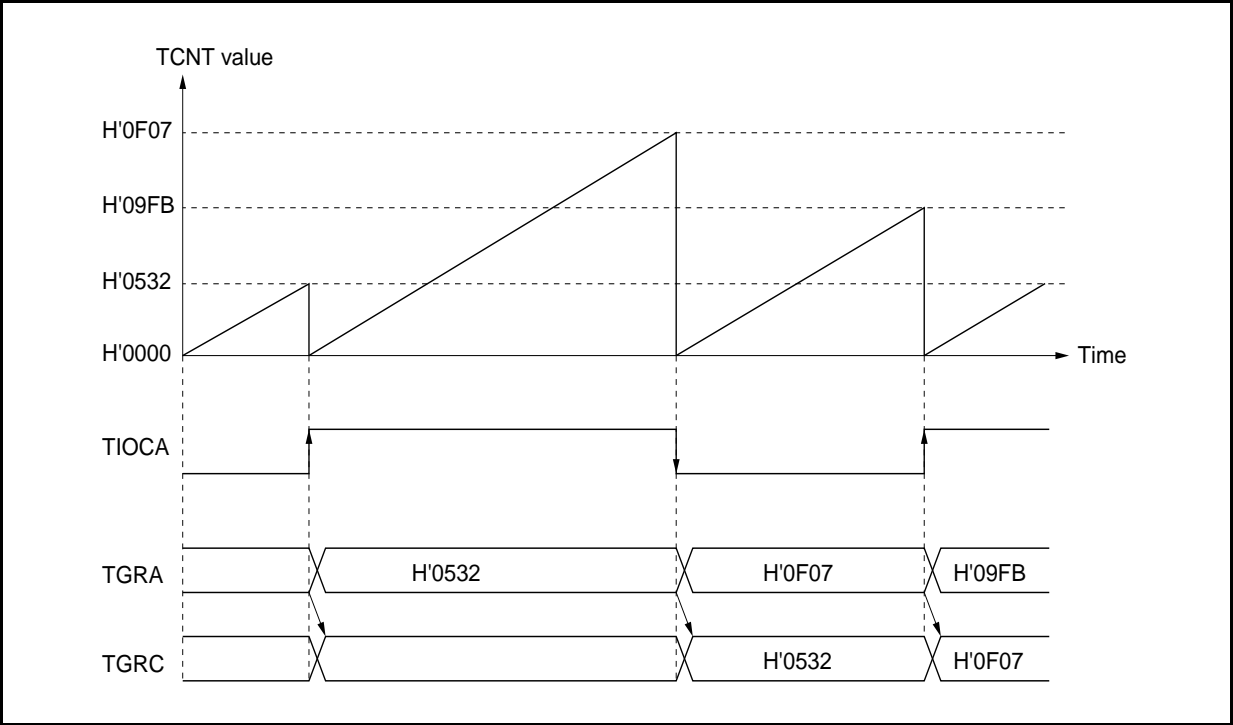 TCNT value
H'0F07
H'09FB
H'0532
H'0000
Time
TIOCA
TGRA H'0532 H'0F07 H'09FB
TGRC H'0532 H'0F07